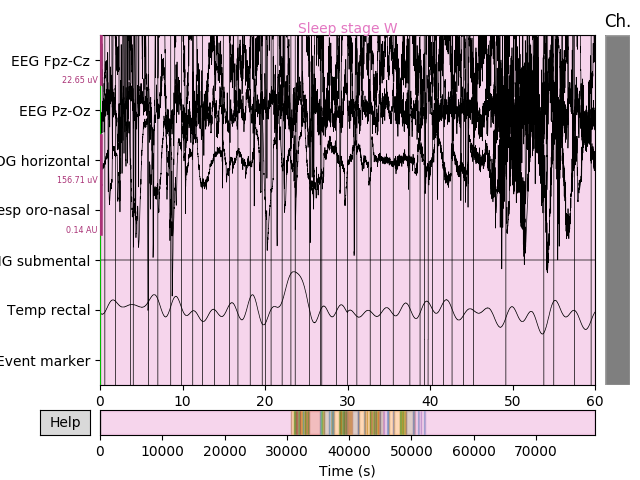 Sleep stage W
Ch.
EEG Fpz-Cz
22.65 uV
EEG Pz-Oz
OG horizontal
156.71 uV
esp oro-nasal
0.14 AU
IG submental
Temp rectal
Event marker
0 10 20 30 40 50 60
Help
0 10000 20000 30000 40000 50000 60000 70000
Time (s)